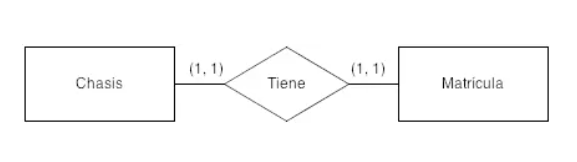 (1, 1)
(1, 1)
Chasis
Tiene
Matricula